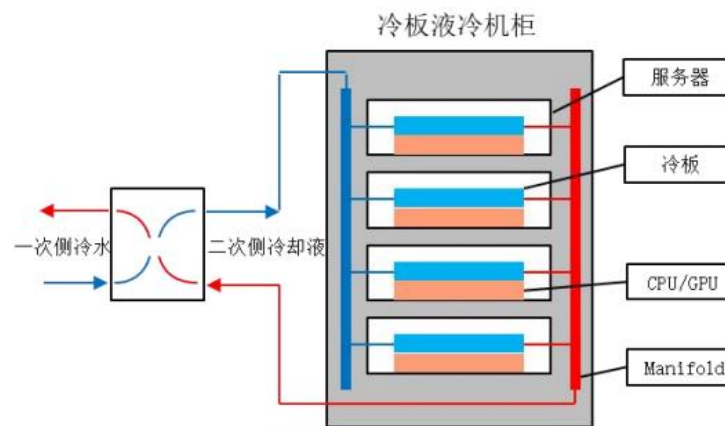 冷板液冷机柜
服务器
冷板
一次侧冷水
二次侧冷却液
CPU/GPU
Manifold